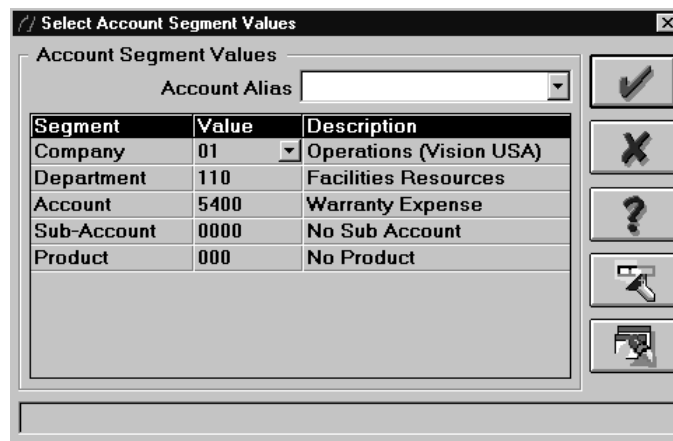 Select Account Segment Values
Account Segment Values
Account Alias
Segment Value Description
Company 01 Operations (Vision USA)
Department 110 Facilities Resources
Account 5400 Warranty Expense
Sub-Account 0000 No Sub Account
Product 000 No Product